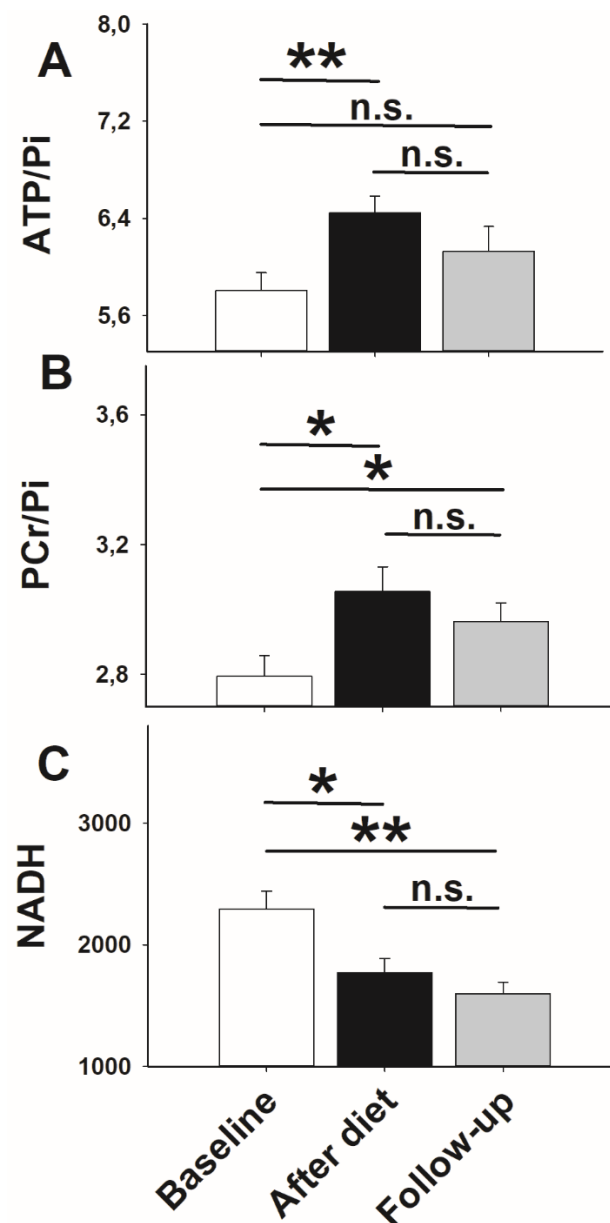 A
ATP/Pi
8,0
7,2
6,4
5,6
**
n.s.
n.s.
B
PCr/Pi
3,6
3,2
2,8
*
*
n.s.
C
NADH
3000
2000
1000
*
**
n.s.
Baseline
After diet
Follow-up